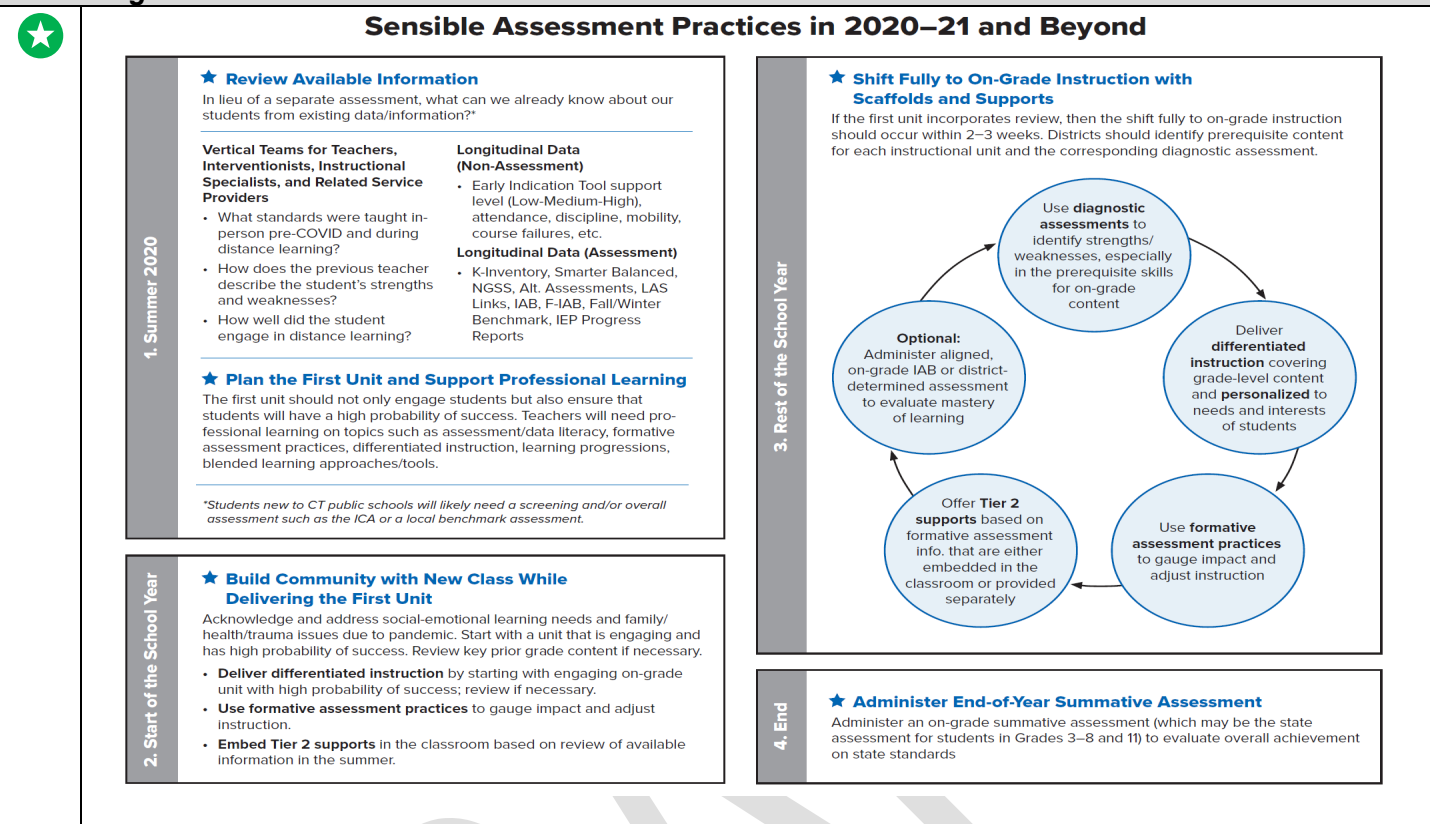 Sensible Assessment Practices in 2020–21 and Beyond
1. Summer 2020
Review Available Information
In lieu of a separate assessment, what can we already know about our
students from existing data/information?*
Vertical Teams for Teachers,
Interventionists, Instructional
Specialists, and Related Service
Providers
• What standards were taught in-
person pre-COVID and during
distance learning?
• How does the previous teacher
describe the student's strengths
and weaknesses?
• How well did the student
engage in distance learning?
Longitudinal Data
(Non-Assessment)
• Early Indication Tool support
level (Low-Medium-High),
attendance, discipline, mobility,
course failures, etc.
Longitudinal Data (Assessment)
• K-Inventory, Smarter Balanced,
NGSS, Alt. Assessments, LAS
Links, IAB, F-IAB, Fall/Winter
Benchmark, IEP Progress
Reports
Plan the First Unit and Support Professional Learning
The first unit should not only engage students but also ensure that
students will have a high probability of success. Teachers will need pro-
fessional learning on topics such as assessment/data literacy, formative
assessment practices, differentiated instruction, learning progressions,
blended learning approaches/tools.
*Students new to CT public schools will likely need a screening and/or overall
assessment such as the ICA or a local benchmark assessment.
2. Start of the School Year
Build Community with New Class While
Delivering the First Unit
Acknowledge and address social-emotional learning needs and family/
health/trauma issues due to pandemic. Start with a unit that is engaging and
has high probability of success. Review key prior grade content if necessary.
• Deliver differentiated instruction by starting with engaging on-grade
unit with high probability of success; review if necessary.
• Use formative assessment practices to gauge impact and adjust
instruction.
• Embed Tier 2 supports in the classroom based on review of available
information in the summer.
3. Rest of the School Year
Shift Fully to On-Grade Instruction with
Scaffolds and Supports
If the first unit incorporates review, then the shift fully to on-grade instruction
should occur within 2–3 weeks. Districts should identify prerequisite content
for each instructional unit and the corresponding diagnostic assessment.
Use diagnostic
assessments to
identify strengths/
weaknesses, especially
in the prerequisite skills
for on-grade
content
Deliver
differentiated
instruction covering
grade-level content
and personalized to
needs and interests
of students
Use formative
assessment practices
to gauge impact and
adjust instruction
Offer Tier 2
supports based on
formative assessment
info. that are either
embedded in the
classroom or provided
separately
Optional:
Administer aligned,
on-grade IAB or district-
determined assessment
to evaluate mastery
of learning
4. End
Administer End-of-Year Summative Assessment
Administer an on-grade summative assessment (which may be the state
assessment for students in Grades 3–8 and 11) to evaluate overall achievement
on state standards